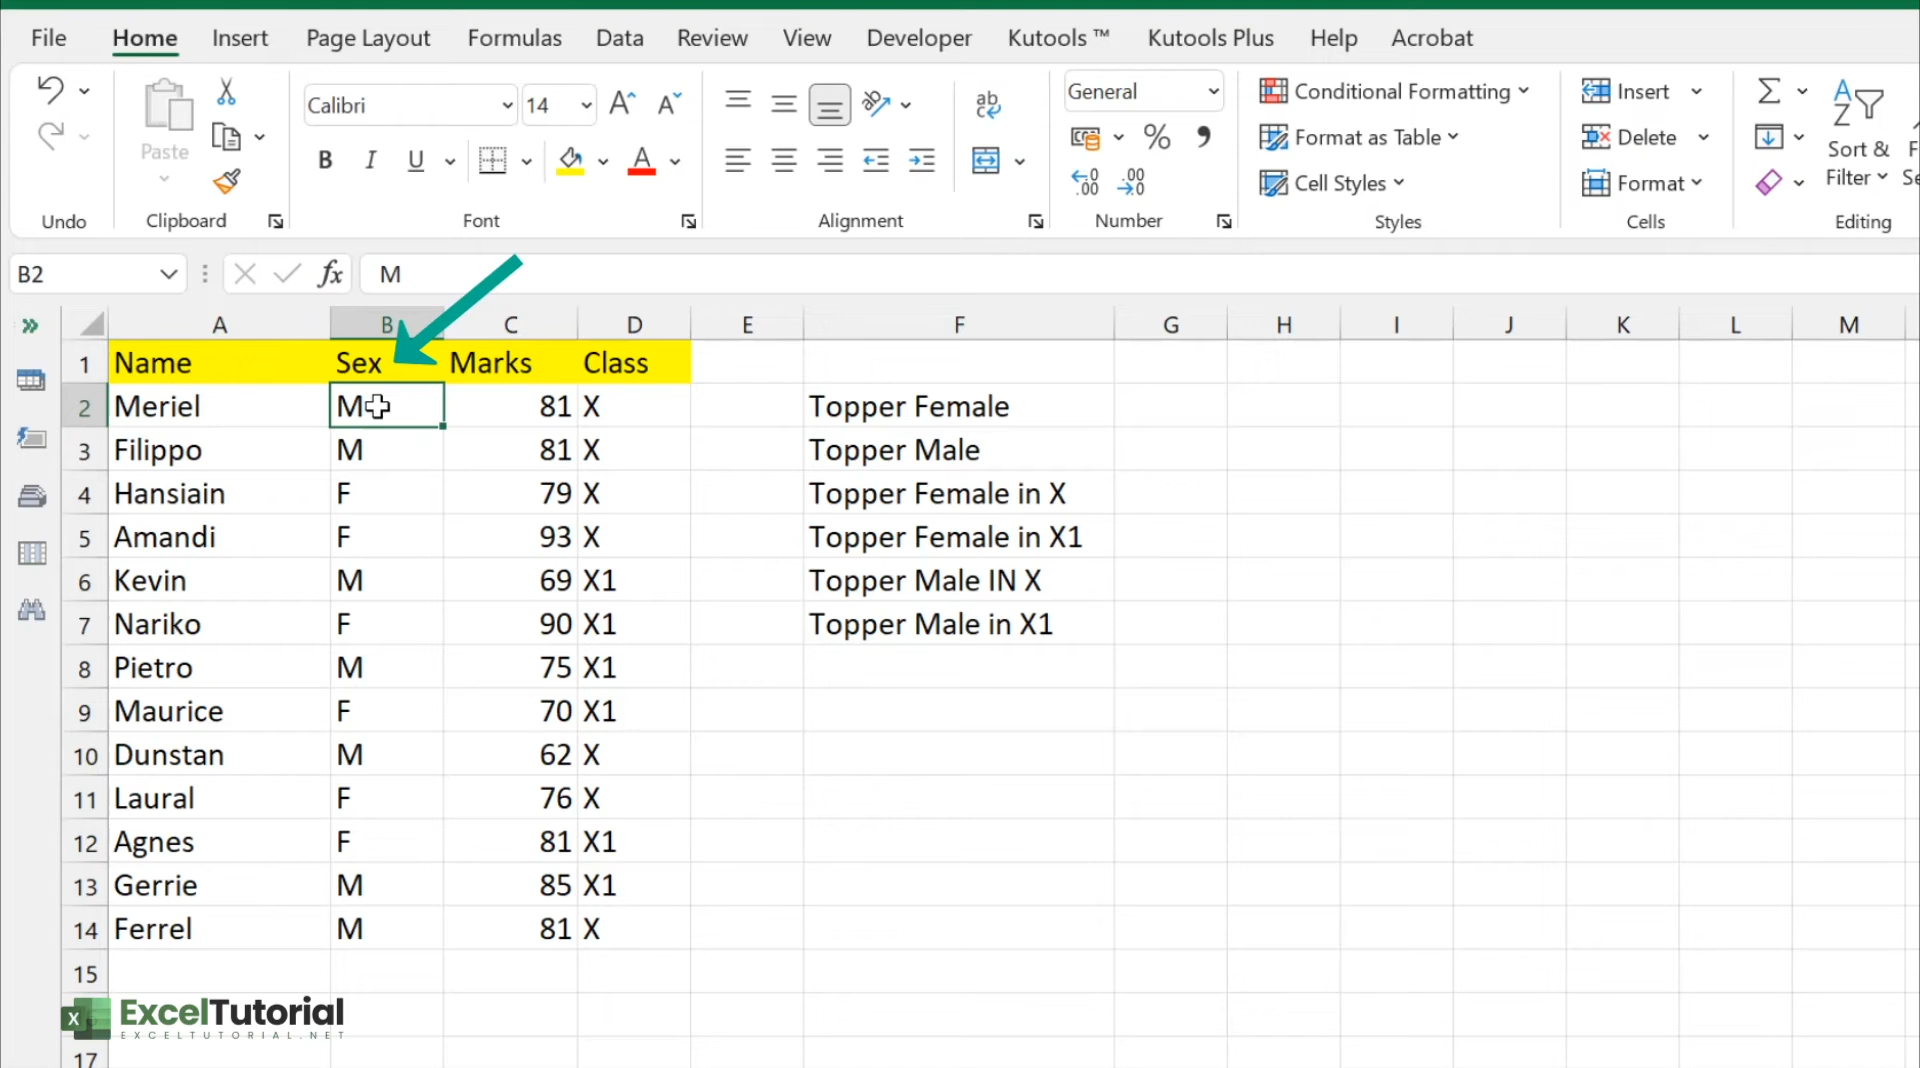 File Home Insert Page Layout Formulas Data Review View Developer Kutools ™ Kutools Plus Help Acrobat
Paste
Calibri 14
B I U A
ab
General
% 9
Conditional Formatting
Format as Table
Cell Styles
Insert
Delete
Format
Sort &
Filter
Undo Clipboard Font Alignment Number Styles Cells Editing
B2 fx M
A B C D E F G H I J K L M
1 Name Sex Marks Class
2 Meriel M 81 X Topper Female
3 Filippo M 81 X Topper Male
4 Hansiain F 79 X Topper Female in X
5 Amandi F 93 X Topper Female in X1
6 Kevin M 69 X1 Topper Male IN X
7 Nariko F 90 X1 Topper Male in X1
8 Pietro M 75 X1
9 Maurice F 70 X1
10 Dunstan M 62 X
11 Laural F 76 X
12 Agnes F 81 X1
13 Gerrie M 85 X1
14 Ferrel M 81 X
15
X ExcelTutorial
EXCELTUTORIAL.NET
17